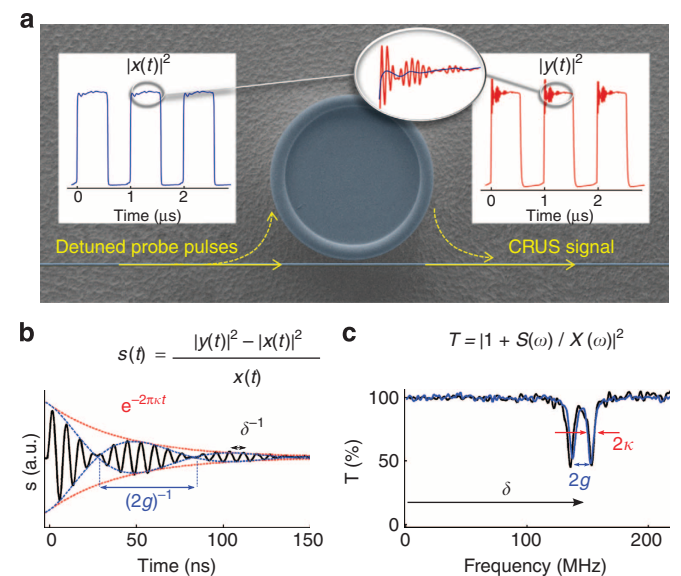 a
|x(t)|²
|y(t)|²
0 1 2
Time (μs)
0 1 2
Time (μs)
Detuned probe pulses
CRUS signal
b
s(t) = |y(t)|² − |x(t)|² / x(t)
e^{-2πκt}
δ⁻¹
(2g)⁻¹
s (a.u.)
0 50 100 150
Time (ns)
c
T = |1 + S(ω) / X (ω)|²
100
50
0
T (%)
2κ
2g
δ
0 100 200
Frequency (MHz)